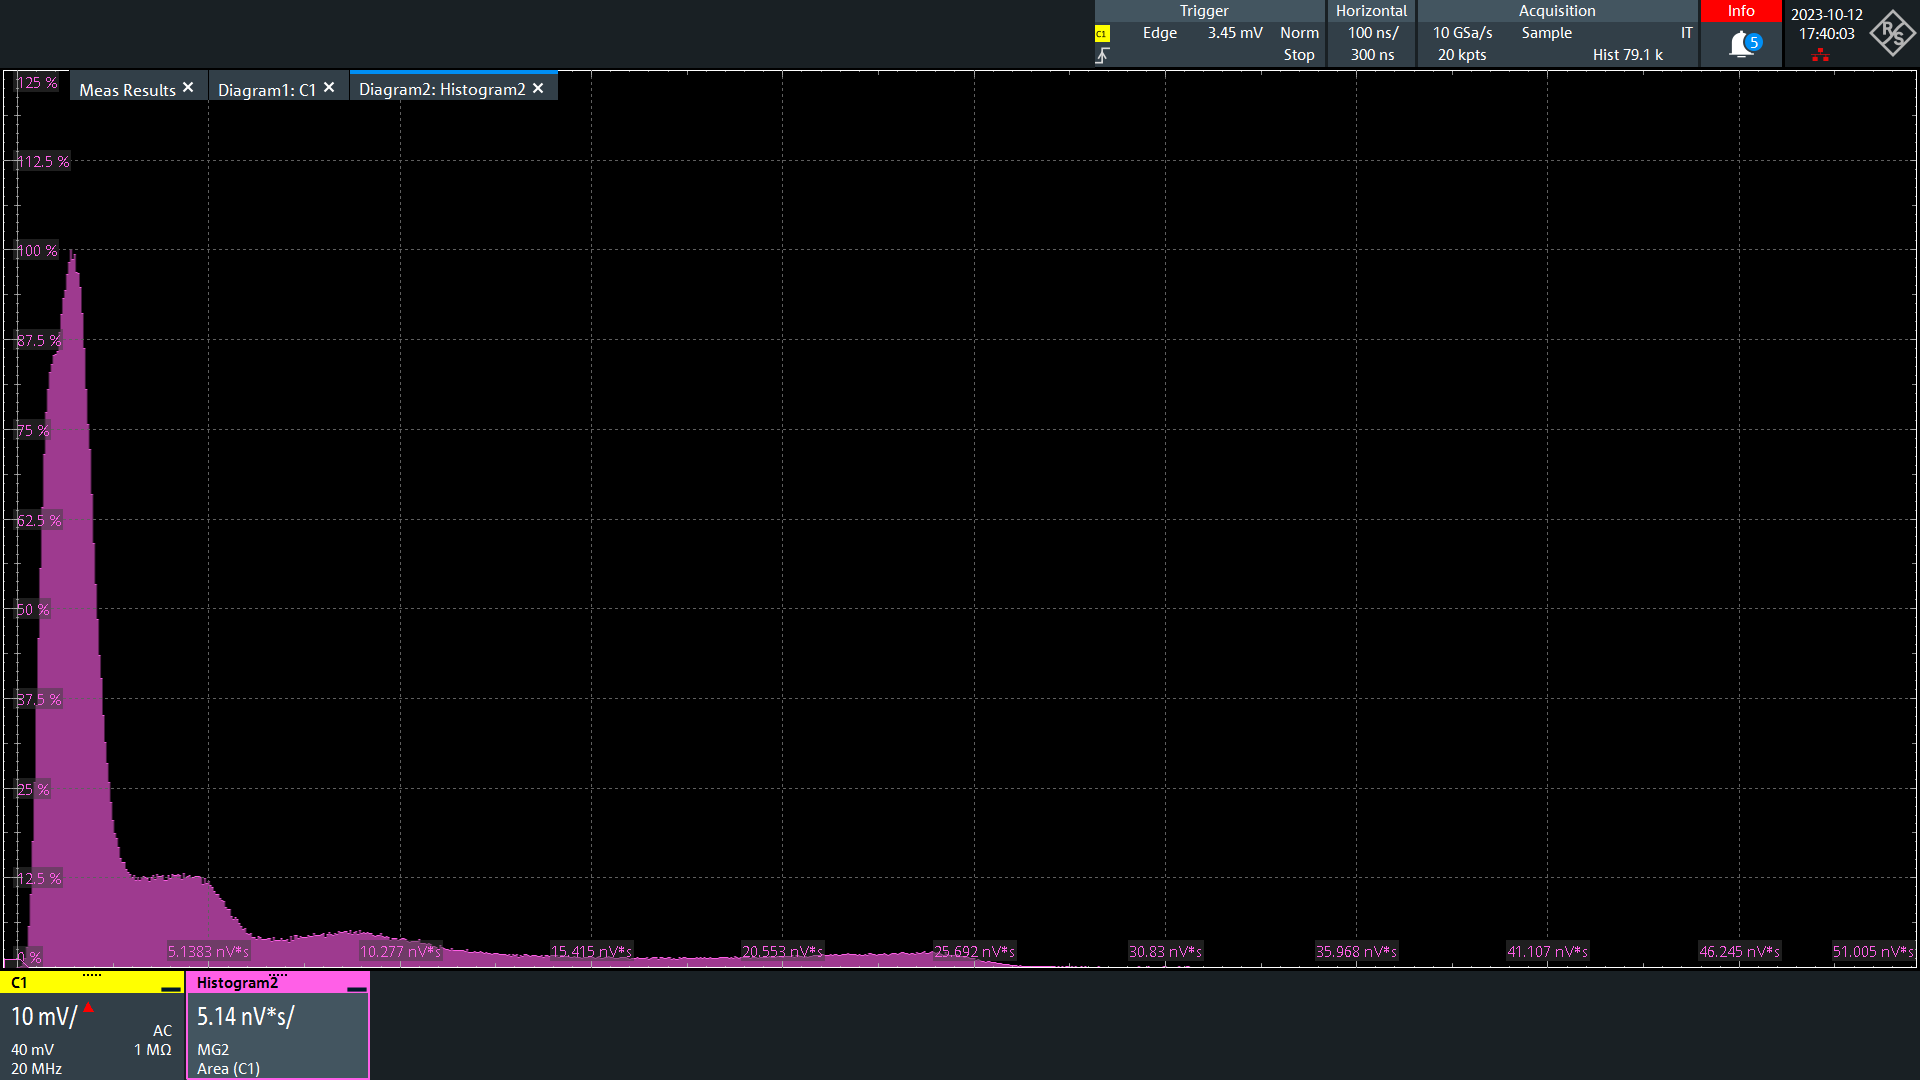 Trigger
C1 Edge 3.45 mV Norm
Stop
Horizontal
100 ns/
300 ns
Acquisition
10 GSa/s Sample IT
20 kpts Hist 79.1 k
Info
5
2023-10-12
17:40:03
R S
Meas Results ✕
Diagram1: C1 ✕
Diagram2: Histogram2 ✕
125 %
112.5 %
100 %
87.5 %
75 %
62.5 %
50 %
37.5 %
25 %
12.5 %
0 %
5.1383 nV*s 10.277 nV*s 15.415 nV*s 20.553 nV*s 25.692 nV*s 30.83 nV*s 35.968 nV*s 41.107 nV*s 46.245 nV*s 51.005 nV*s
C1
10 mV/
AC
40 mV 1 MΩ
20 MHz
Histogram2
5.14 nV*s/
MG2
Area (C1)